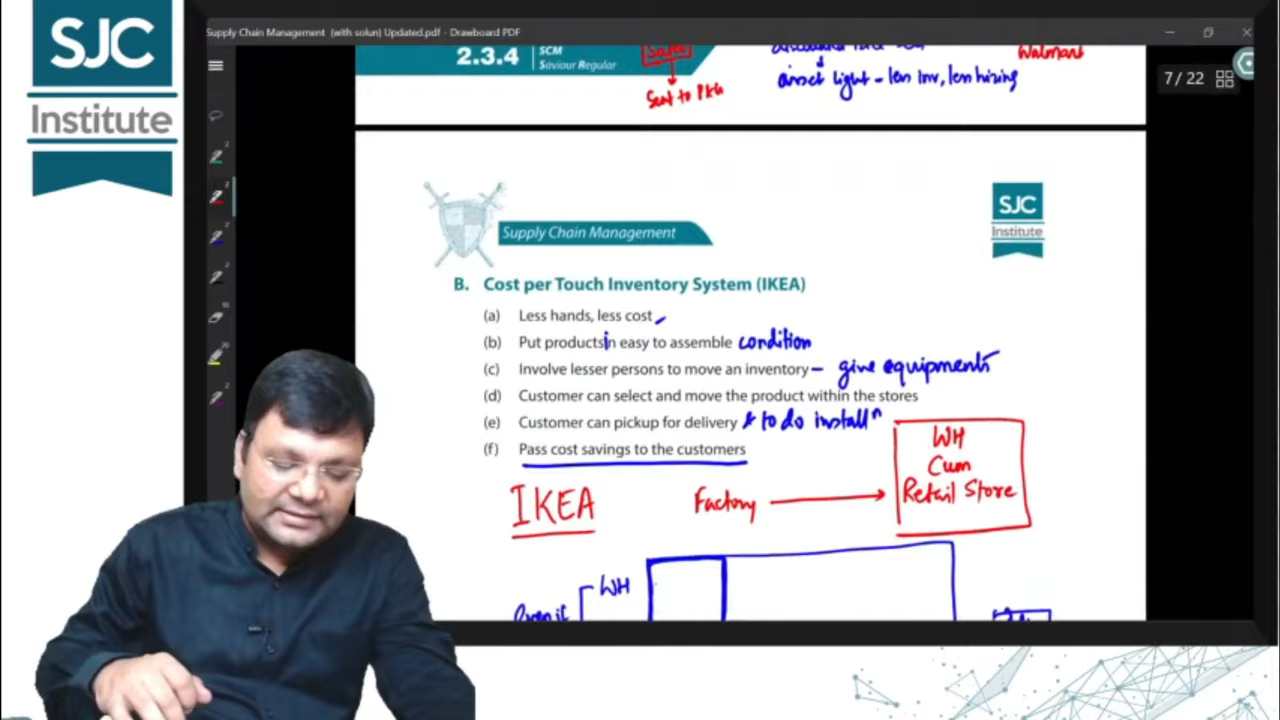 SJC
Institute
Supply Chain Management (with solun) Updated.pdf - Drawboard PDF
7 / 22
2.3.4
SCM
Saviour Regular
Sent to PKG
Walmart
asset light - less inv, less hiring
Supply Chain Management
SJC
Institute
B. Cost per Touch Inventory System (IKEA)
(a) Less hands, less cost
(b) Put products in easy to assemble condition
(c) Involve lesser persons to move an inventory - give equipments
(d) Customer can select and move the product within the stores
(e) Customer can pickup for delivery & to do installn
(f) Pass cost savings to the customers
WH
Cum
Retail Store
IKEA
Factory
WH